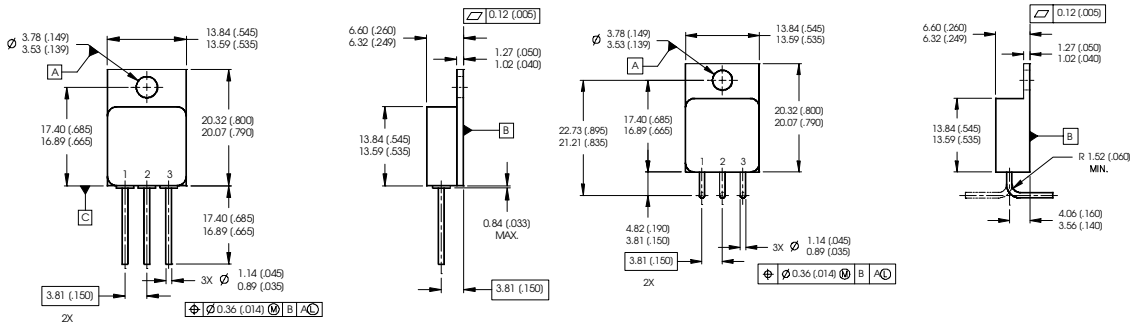 Ø 3.78 (.149)
3.53 (.139)
13.84 (.545)
13.59 (.535)
A
17.40 (.685)
16.89 (.665)
20.32 (.800)
20.07 (.790)
1 2 3
C
17.40 (.685)
16.89 (.665)
3X Ø 1.14 (.045)
0.89 (.035)
3.81 (.150)
2X
⌖ Ø 0.36 (.014) Ⓜ B A Ⓛ
⏥ 0.12 (.005)
6.60 (.260)
6.32 (.249)
1.27 (.050)
1.02 (.040)
13.84 (.545)
13.59 (.535)
B
0.84 (.033)
MAX.
3.81 (.150)
Ø 3.78 (.149)
3.53 (.139)
13.84 (.545)
13.59 (.535)
A
22.73 (.895)
21.21 (.835)
17.40 (.685)
16.89 (.665)
20.32 (.800)
20.07 (.790)
1 2 3
4.82 (.190)
3.81 (.150)
3X Ø 1.14 (.045)
0.89 (.035)
3.81 (.150)
2X
⌖ Ø 0.36 (.014) Ⓜ B A Ⓛ
⏥ 0.12 (.005)
6.60 (.260)
6.32 (.249)
1.27 (.050)
1.02 (.040)
13.84 (.545)
13.59 (.535)
B
R 1.52 (.060)
MIN.
4.06 (.160)
3.56 (.140)